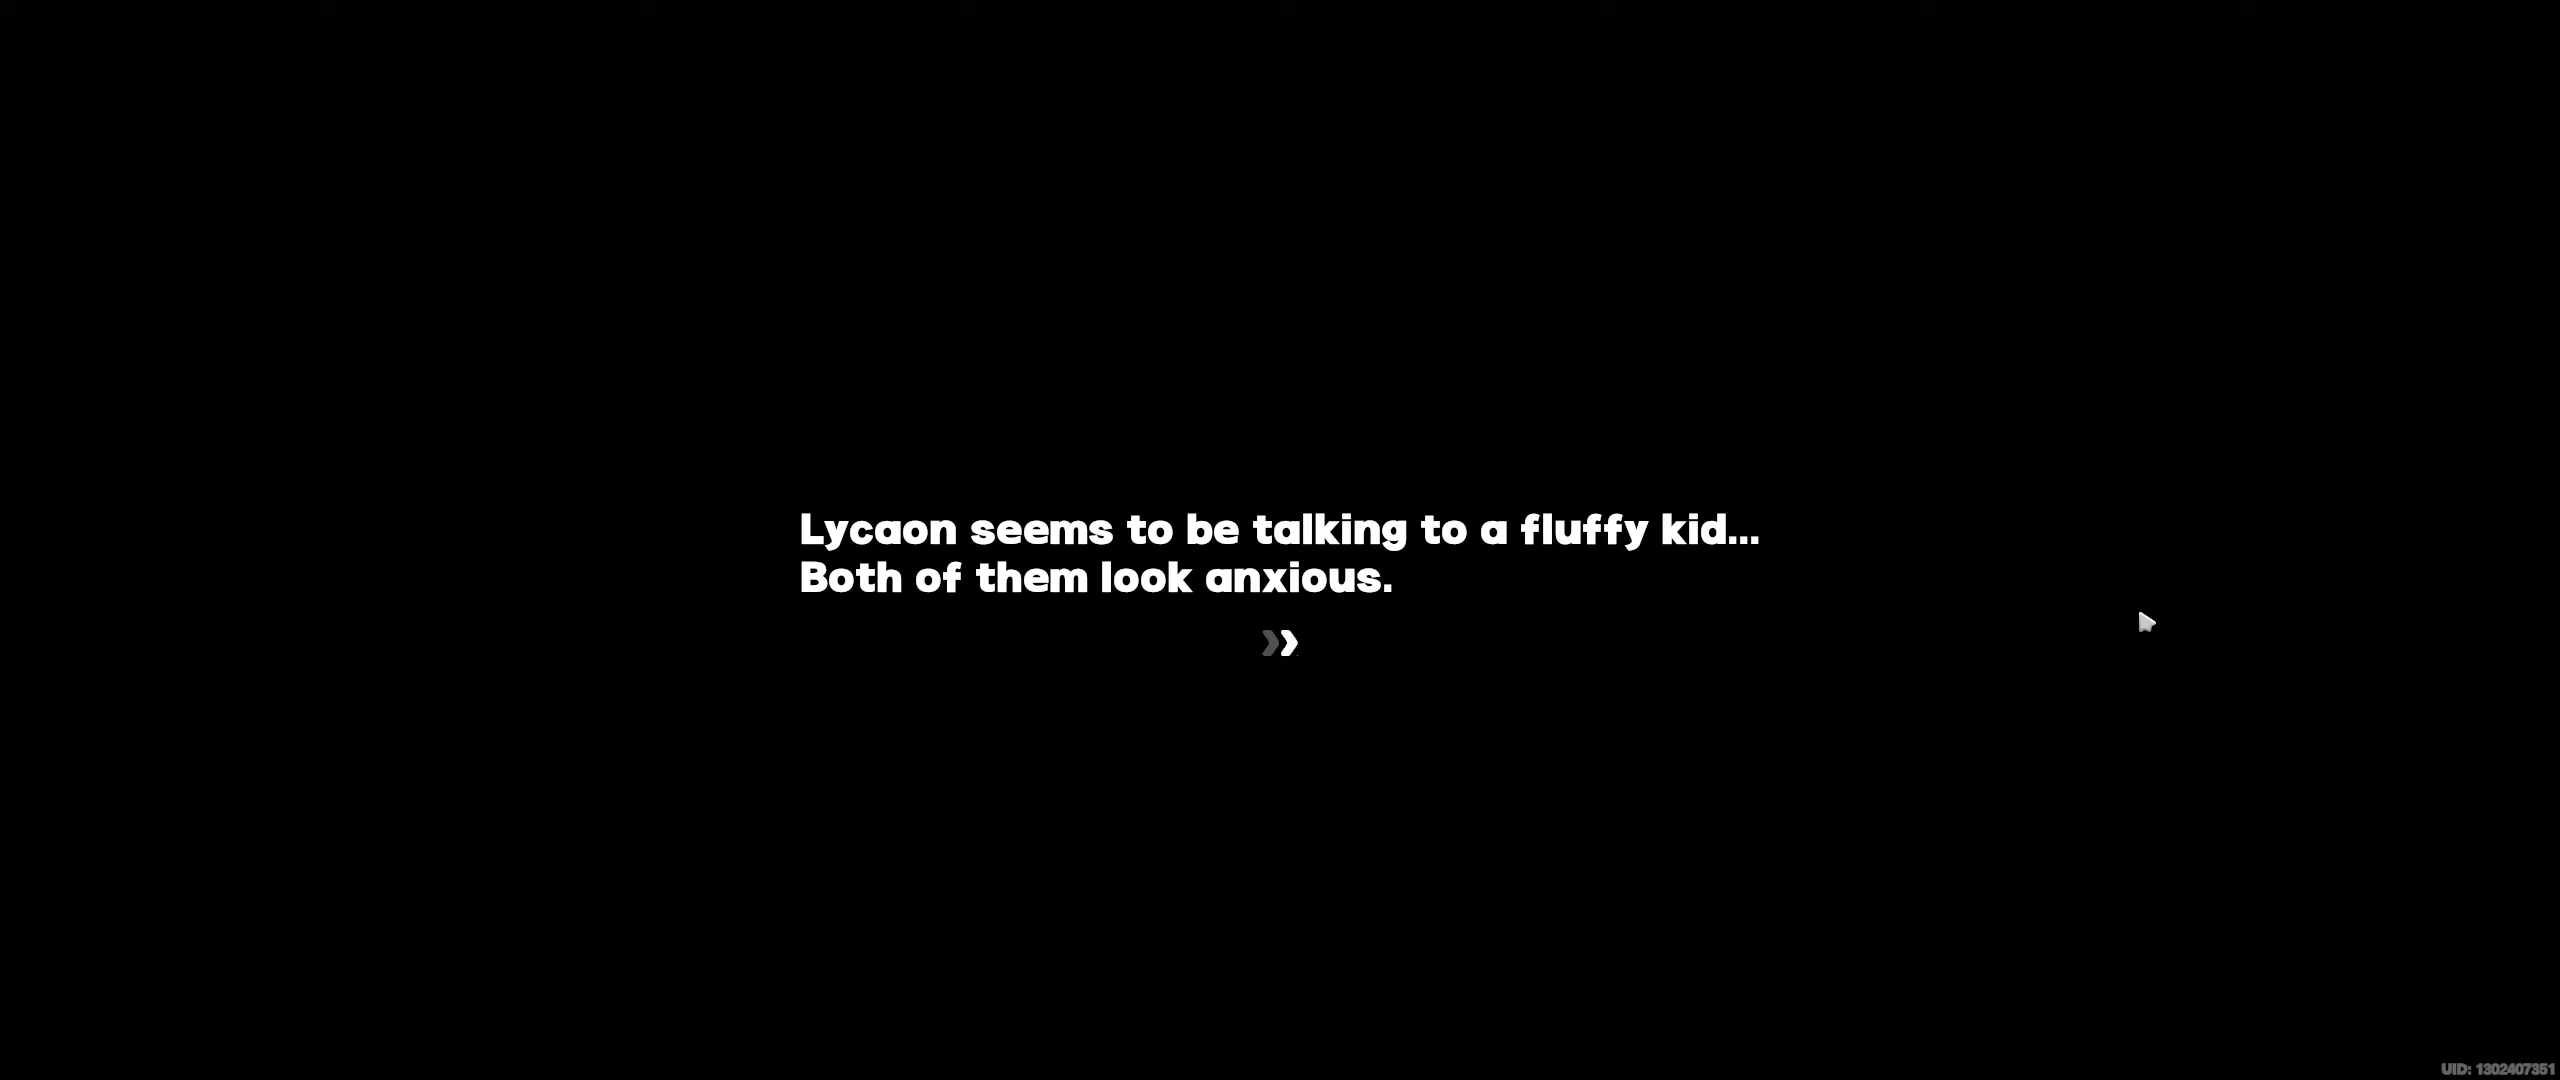 Lycaon seems to be talking to a fluffy kid...
Both of them look anxious.
UID: 1302407351